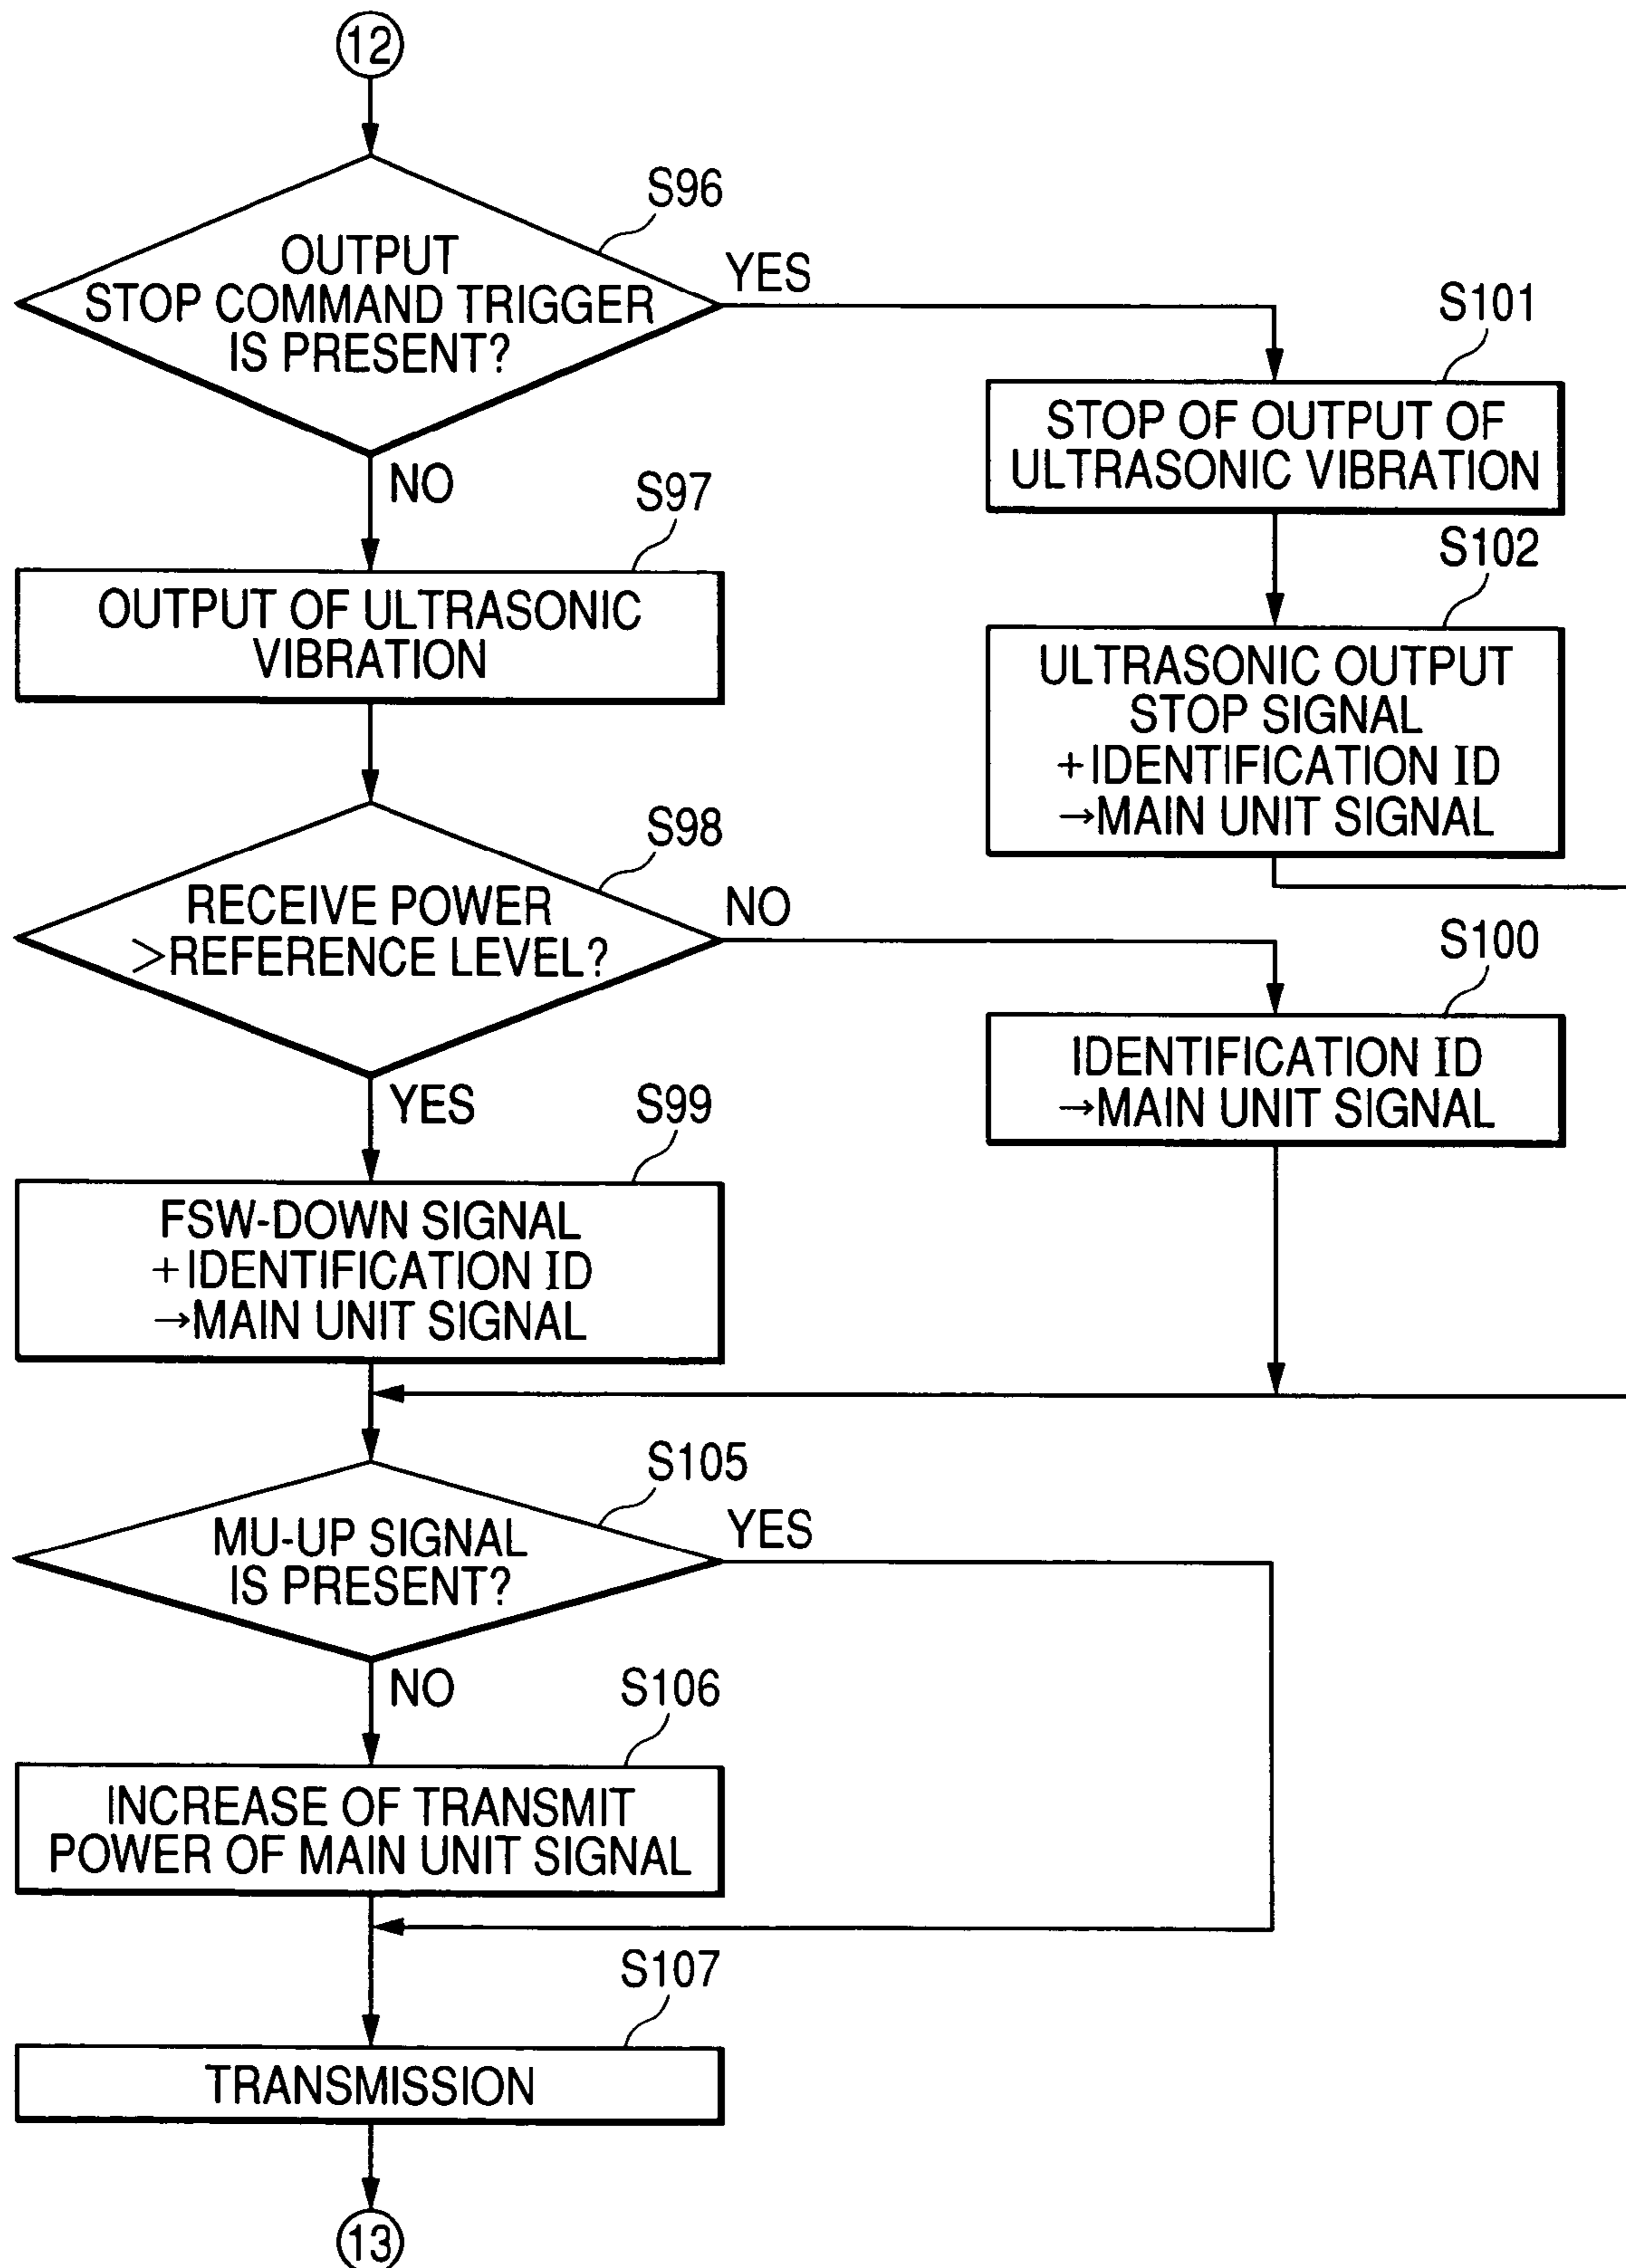 12
S96
OUTPUT
STOP COMMAND TRIGGER
IS PRESENT?
YES
NO
S101
STOP OF OUTPUT OF
ULTRASONIC VIBRATION
S97
OUTPUT OF ULTRASONIC
VIBRATION
S102
ULTRASONIC OUTPUT
STOP SIGNAL
+IDENTIFICATION ID
→MAIN UNIT SIGNAL
S98
RECEIVE POWER
>REFERENCE LEVEL?
NO
YES
S100
IDENTIFICATION ID
→MAIN UNIT SIGNAL
S99
FSW-DOWN SIGNAL
+IDENTIFICATION ID
→MAIN UNIT SIGNAL
S105
MU-UP SIGNAL
IS PRESENT?
YES
NO
S106
INCREASE OF TRANSMIT
POWER OF MAIN UNIT SIGNAL
S107
TRANSMISSION
13